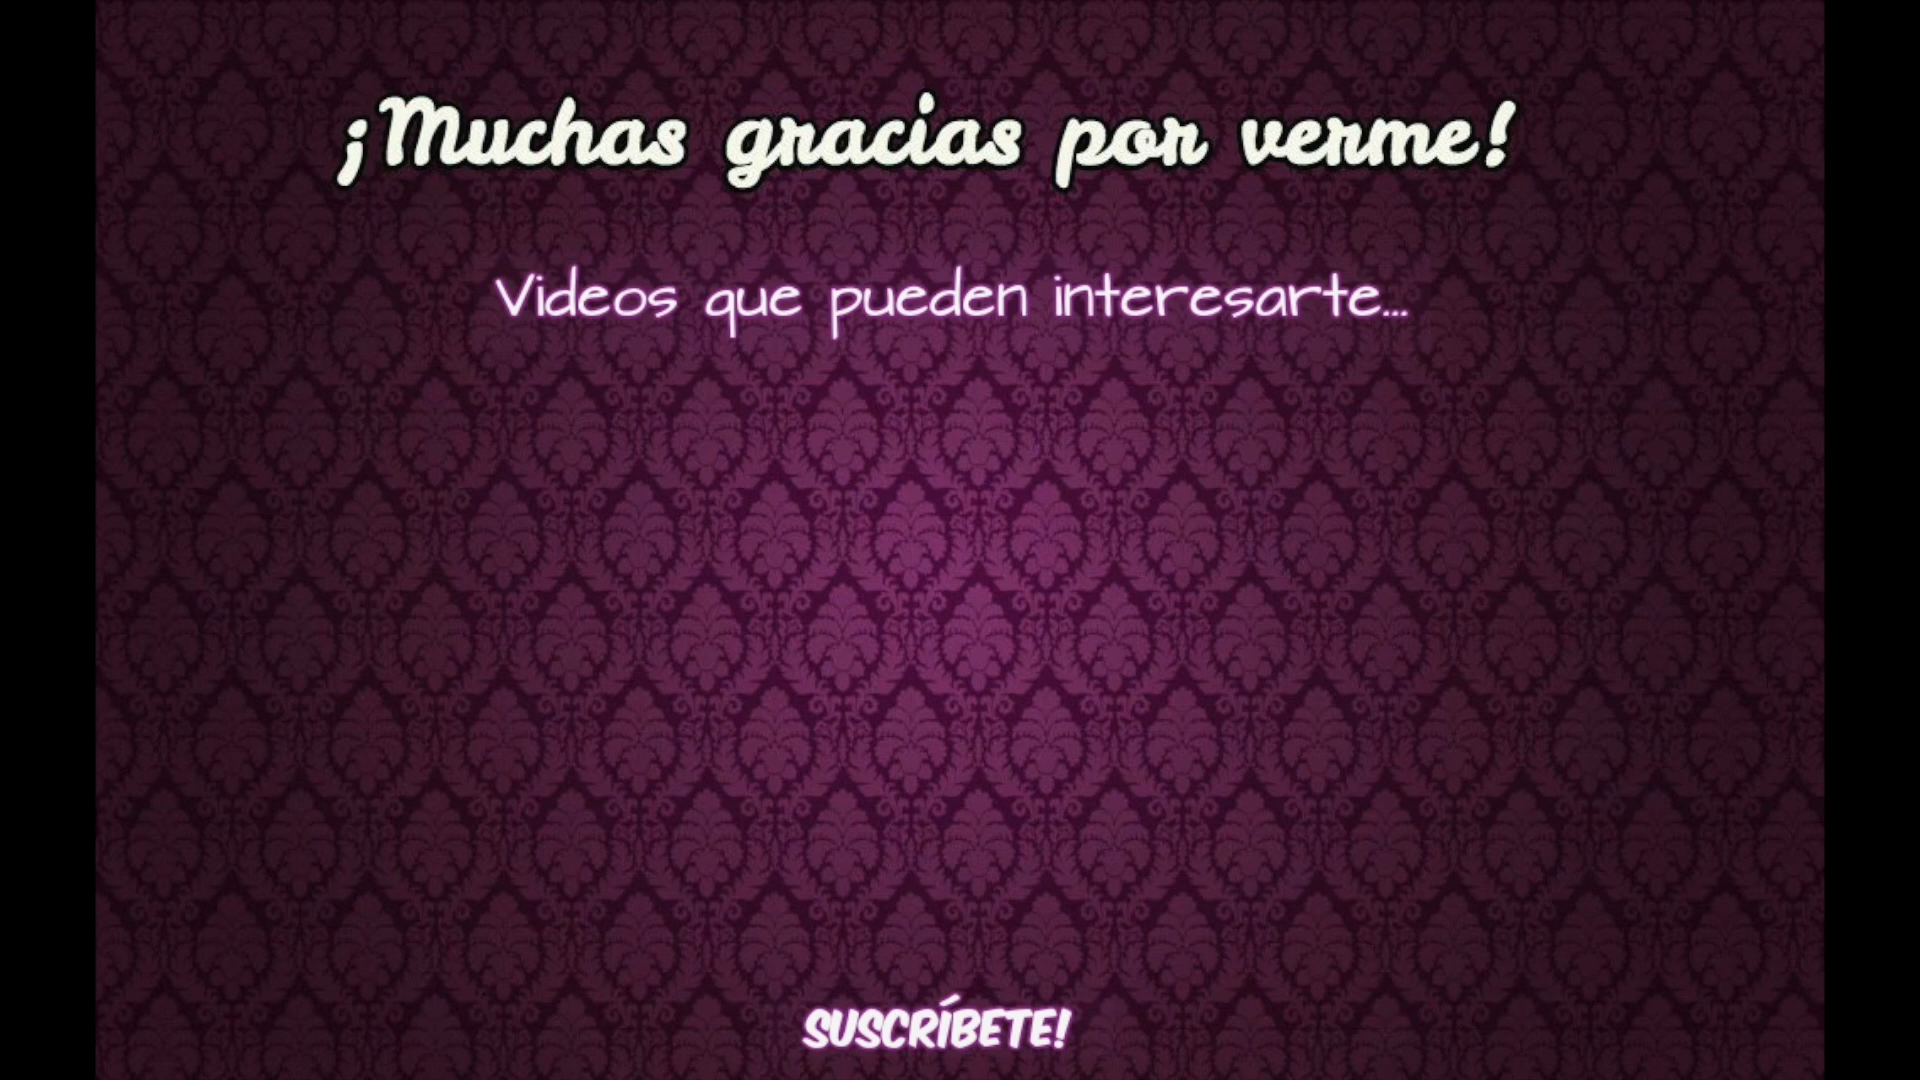 ¡Muchas gracias por verme!
Videos que pueden interesarte...
SUSCRÍBETE!